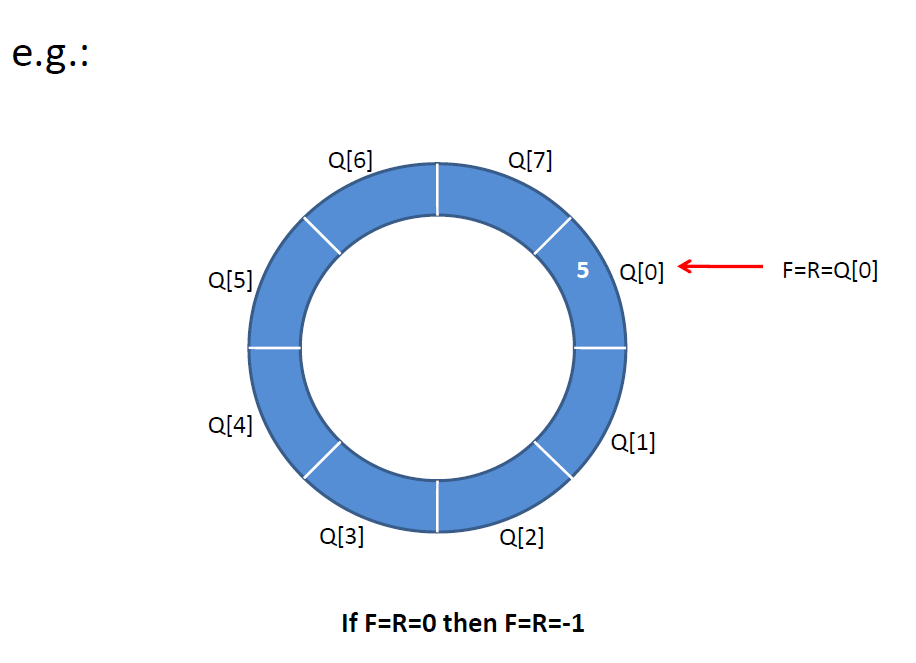 e.g.:
Q[6]
Q[7]
Q[5]
5
Q[0]
F=R=Q[0]
Q[4]
Q[1]
Q[3]
Q[2]
If F=R=0 then F=R=-1